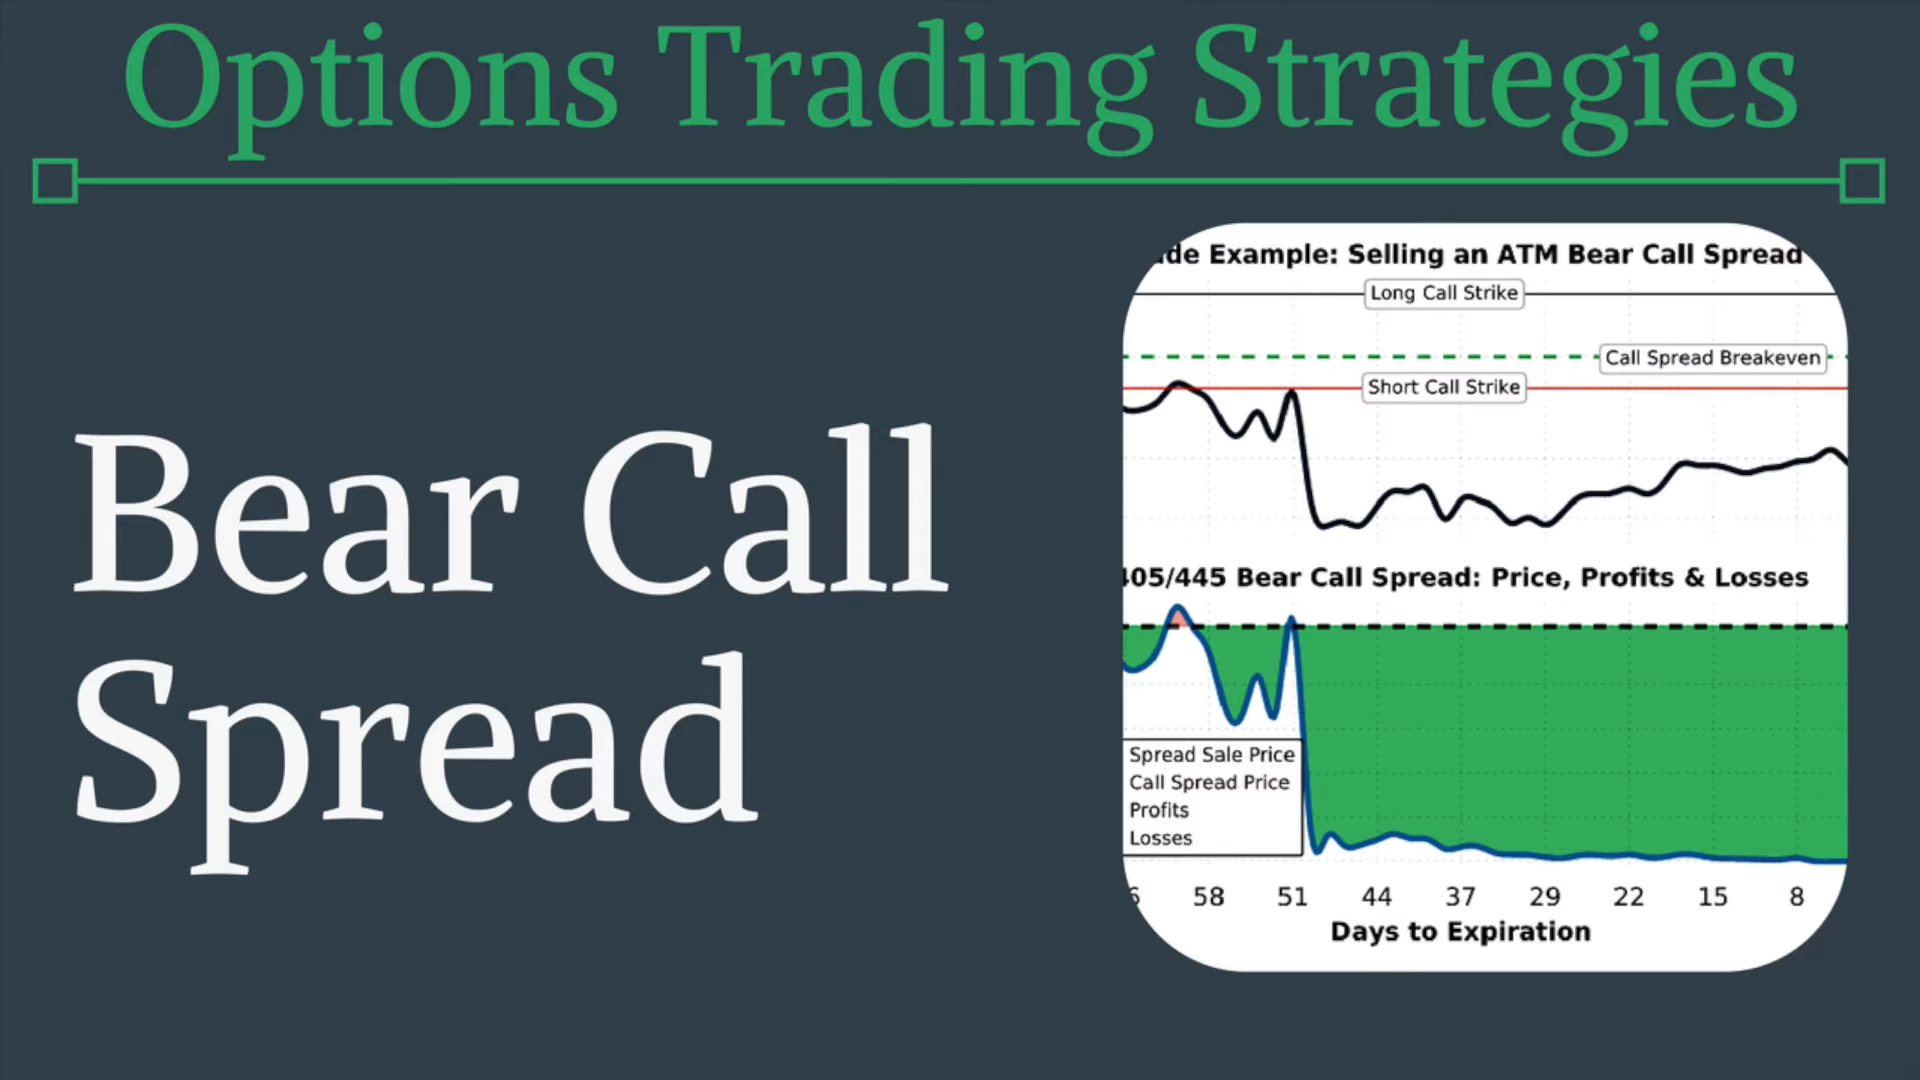 Options Trading Strategies
Bear Call
Spread
Example: Selling an ATM Bear Call Spread
Long Call Strike
Call Spread Breakeven
Short Call Strike
405/445 Bear Call Spread: Price, Profits & Losses
Spread Sale Price
Call Spread Price
Profits
Losses
58 51 44 37 29 22 15 8
Days to Expiration